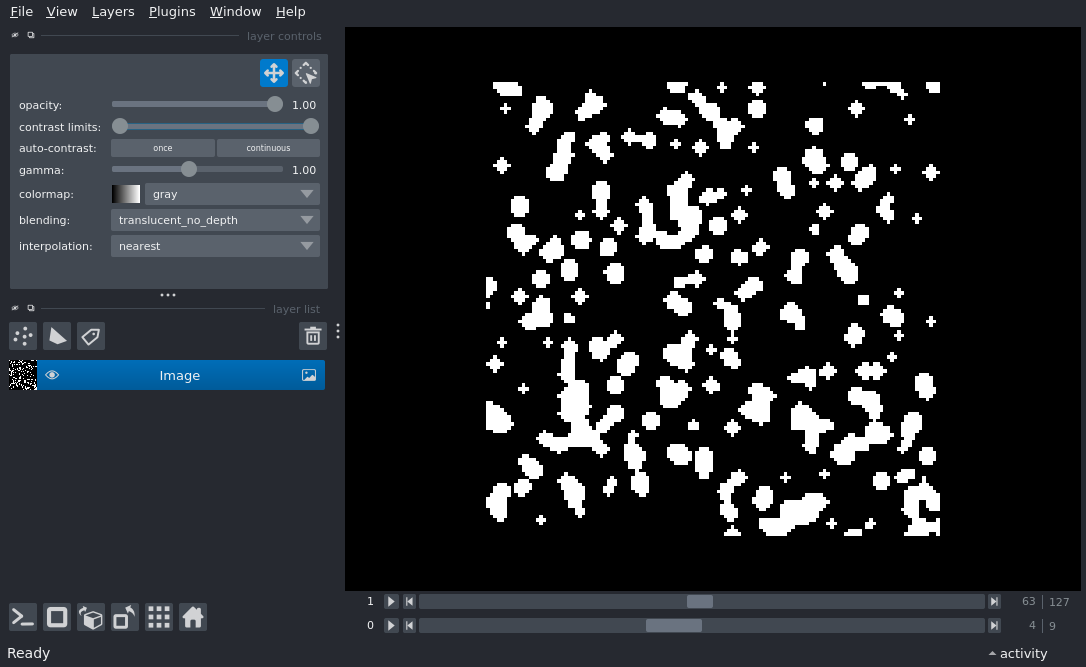 File View Layers Plugins Window Help
layer controls
opacity: 1.00
contrast limits:
auto-contrast: once continuous
gamma: 1.00
colormap: gray
blending: translucent_no_depth
interpolation: nearest
layer list
Image
1 63 127
0 4 9
Ready activity